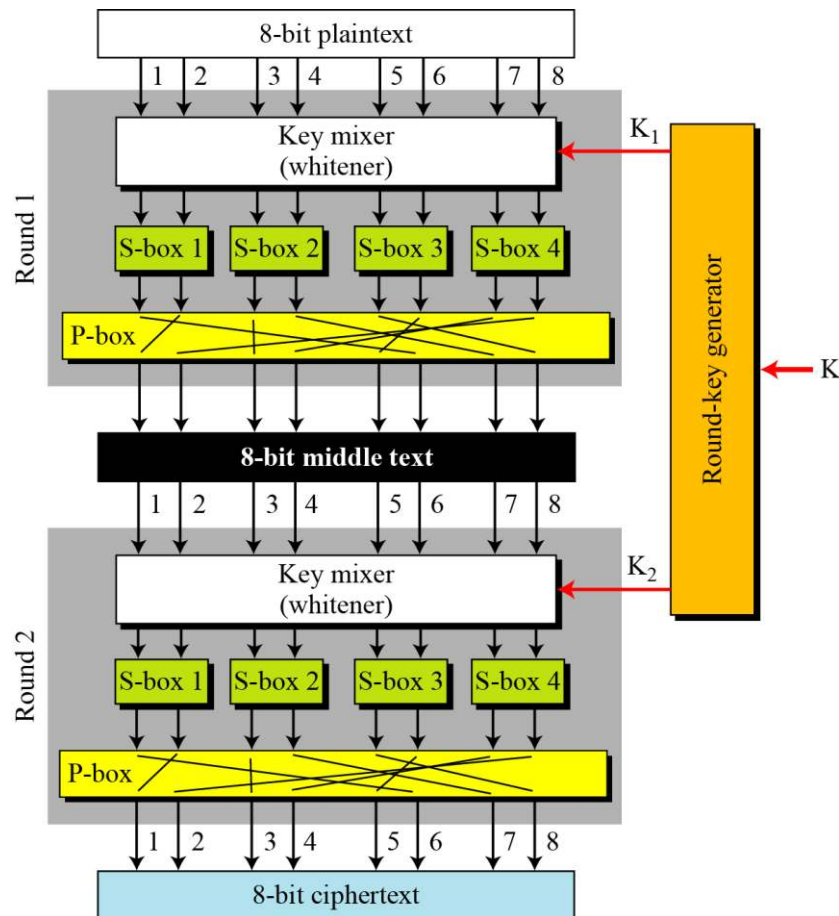 8-bit plaintext
1 2 3 4 5 6 7 8
Key mixer
(whitener)
K₁
Round 1
S-box 1 S-box 2 S-box 3 S-box 4
P-box
Round-key generator
K
8-bit middle text
1 2 3 4 5 6 7 8
Key mixer
(whitener)
K₂
Round 2
S-box 1 S-box 2 S-box 3 S-box 4
P-box
1 2 3 4 5 6 7 8
8-bit ciphertext